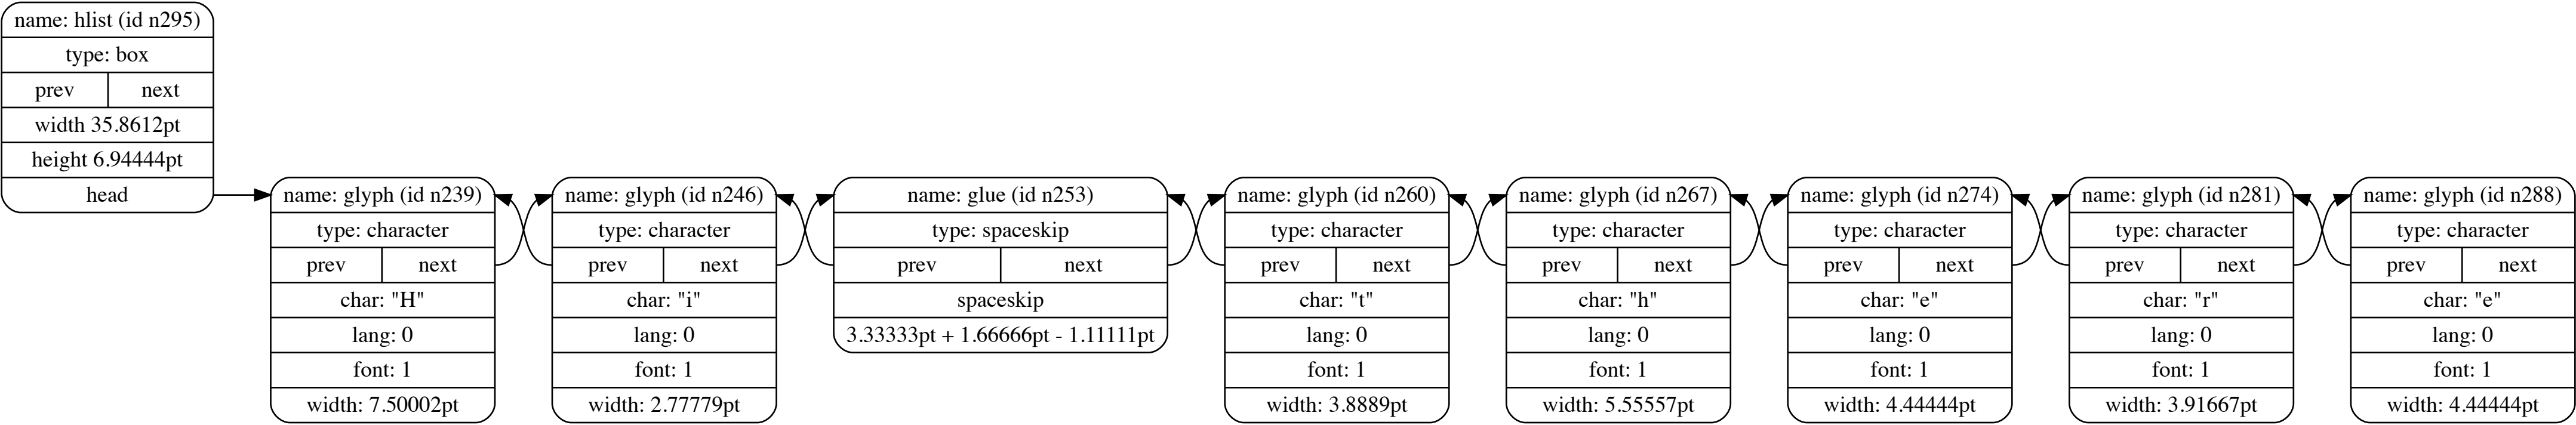 name: hlist (id n295)
type: box
prev next
width 35.8612pt
height 6.94444pt
head
name: glyph (id n239)
type: character
prev next
char: "H"
lang: 0
font: 1
width: 7.50002pt
name: glyph (id n246)
type: character
prev next
char: "i"
lang: 0
font: 1
width: 2.77779pt
name: glue (id n253)
type: spaceskip
prev next
spaceskip
3.33333pt + 1.66666pt - 1.11111pt
name: glyph (id n260)
type: character
prev next
char: "t"
lang: 0
font: 1
width: 3.8889pt
name: glyph (id n267)
type: character
prev next
char: "h"
lang: 0
font: 1
width: 5.55557pt
name: glyph (id n274)
type: character
prev next
char: "e"
lang: 0
font: 1
width: 4.44444pt
name: glyph (id n281)
type: character
prev next
char: "r"
lang: 0
font: 1
width: 3.91667pt
name: glyph (id n288)
type: character
prev next
char: "e"
lang: 0
font: 1
width: 4.44444pt